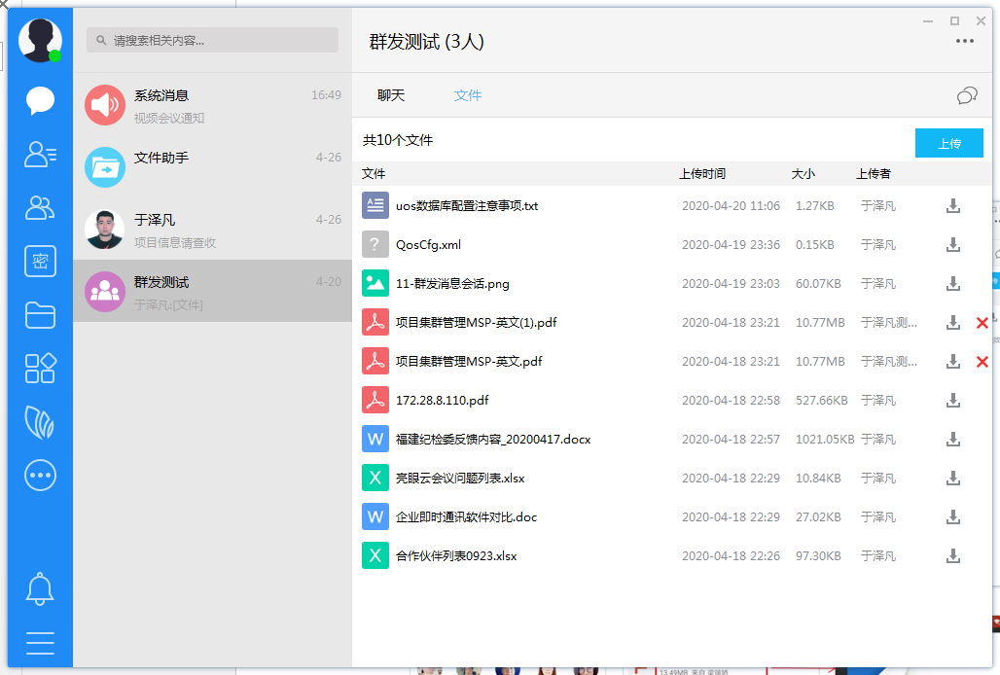 请搜索相关内容...
系统消息 16:49
视频会议通知
文件助手 4-26
于泽凡 4-26
项目信息请查收
群发测试 4-20
于泽凡:[文件]
密
群发测试 (3人)
聊天 文件
共10个文件 上传
文件 上传时间 大小 上传者
uos数据库配置注意事项.txt 2020-04-20 11:06 1.27KB 于泽凡
? QosCfg.xml 2020-04-19 23:36 0.15KB 于泽凡
11-群发消息会话.png 2020-04-19 23:03 60.07KB 于泽凡
项目集群管理MSP-英文(1).pdf 2020-04-18 23:21 10.77MB 于泽凡测...
项目集群管理MSP-英文.pdf 2020-04-18 23:21 10.77MB 于泽凡测...
172.28.8.110.pdf 2020-04-18 22:58 527.66KB 于泽凡
W 福建纪检委反馈内容_20200417.docx 2020-04-18 22:57 1021.05KB 于泽凡
X 亮眼云会议问题列表.xlsx 2020-04-18 22:29 10.84KB 于泽凡
W 企业即时通讯软件对比.doc 2020-04-18 22:29 27.02KB 于泽凡
X 合作伙伴列表0923.xlsx 2020-04-18 22:26 97.30KB 于泽凡
13.49MB 来自